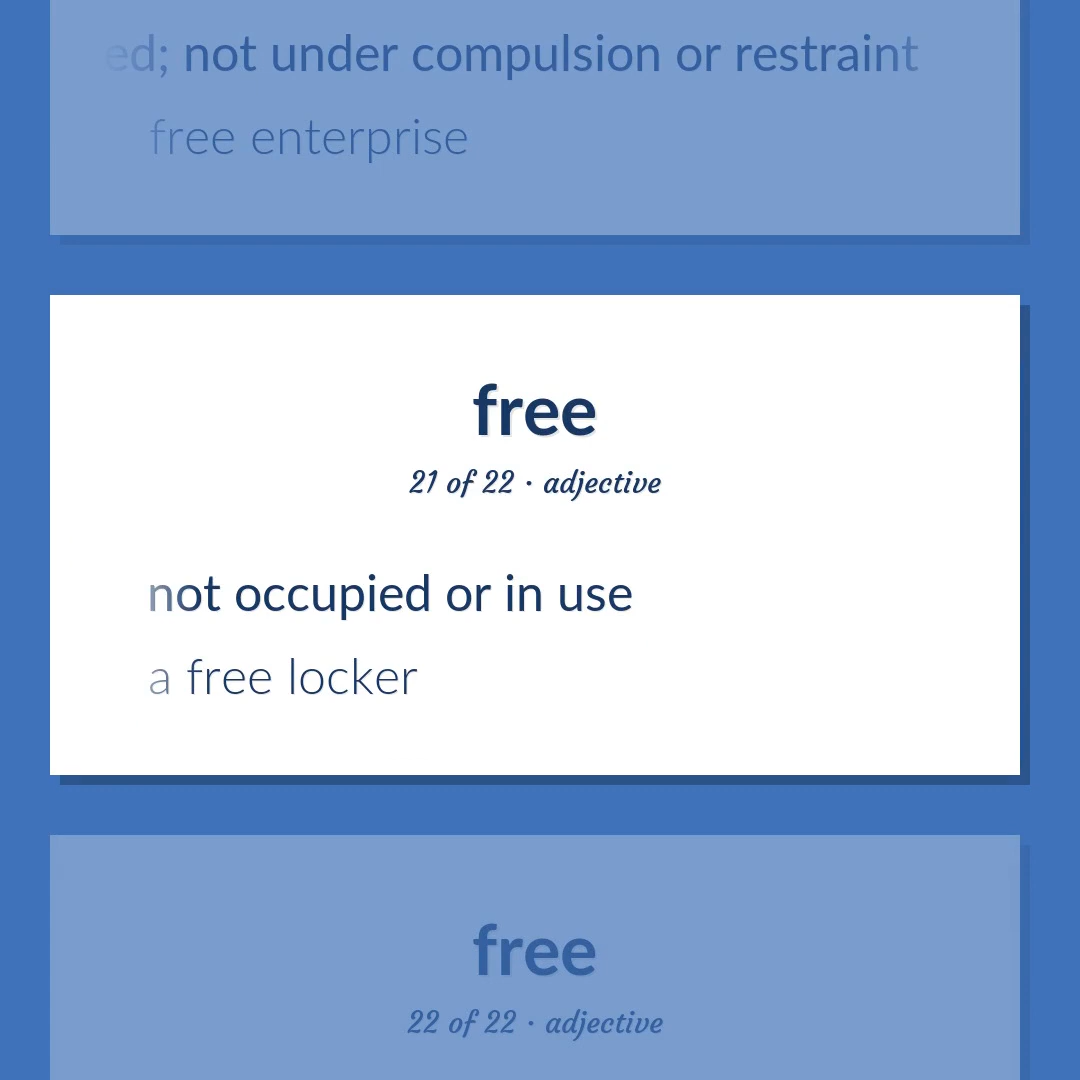 ed; not under compulsion or restraint
free enterprise
free
21 of 22 · adjective
not occupied or in use
a free locker
free
22 of 22 · adjective